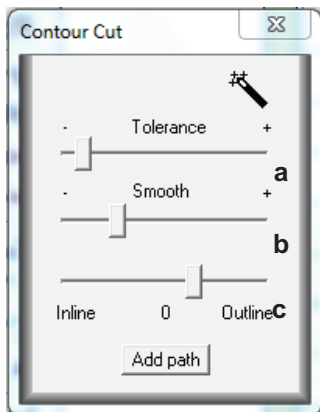 Contour Cut
- Tolerance +
a
- Smooth +
b
Inline 0 Outline c
Add path